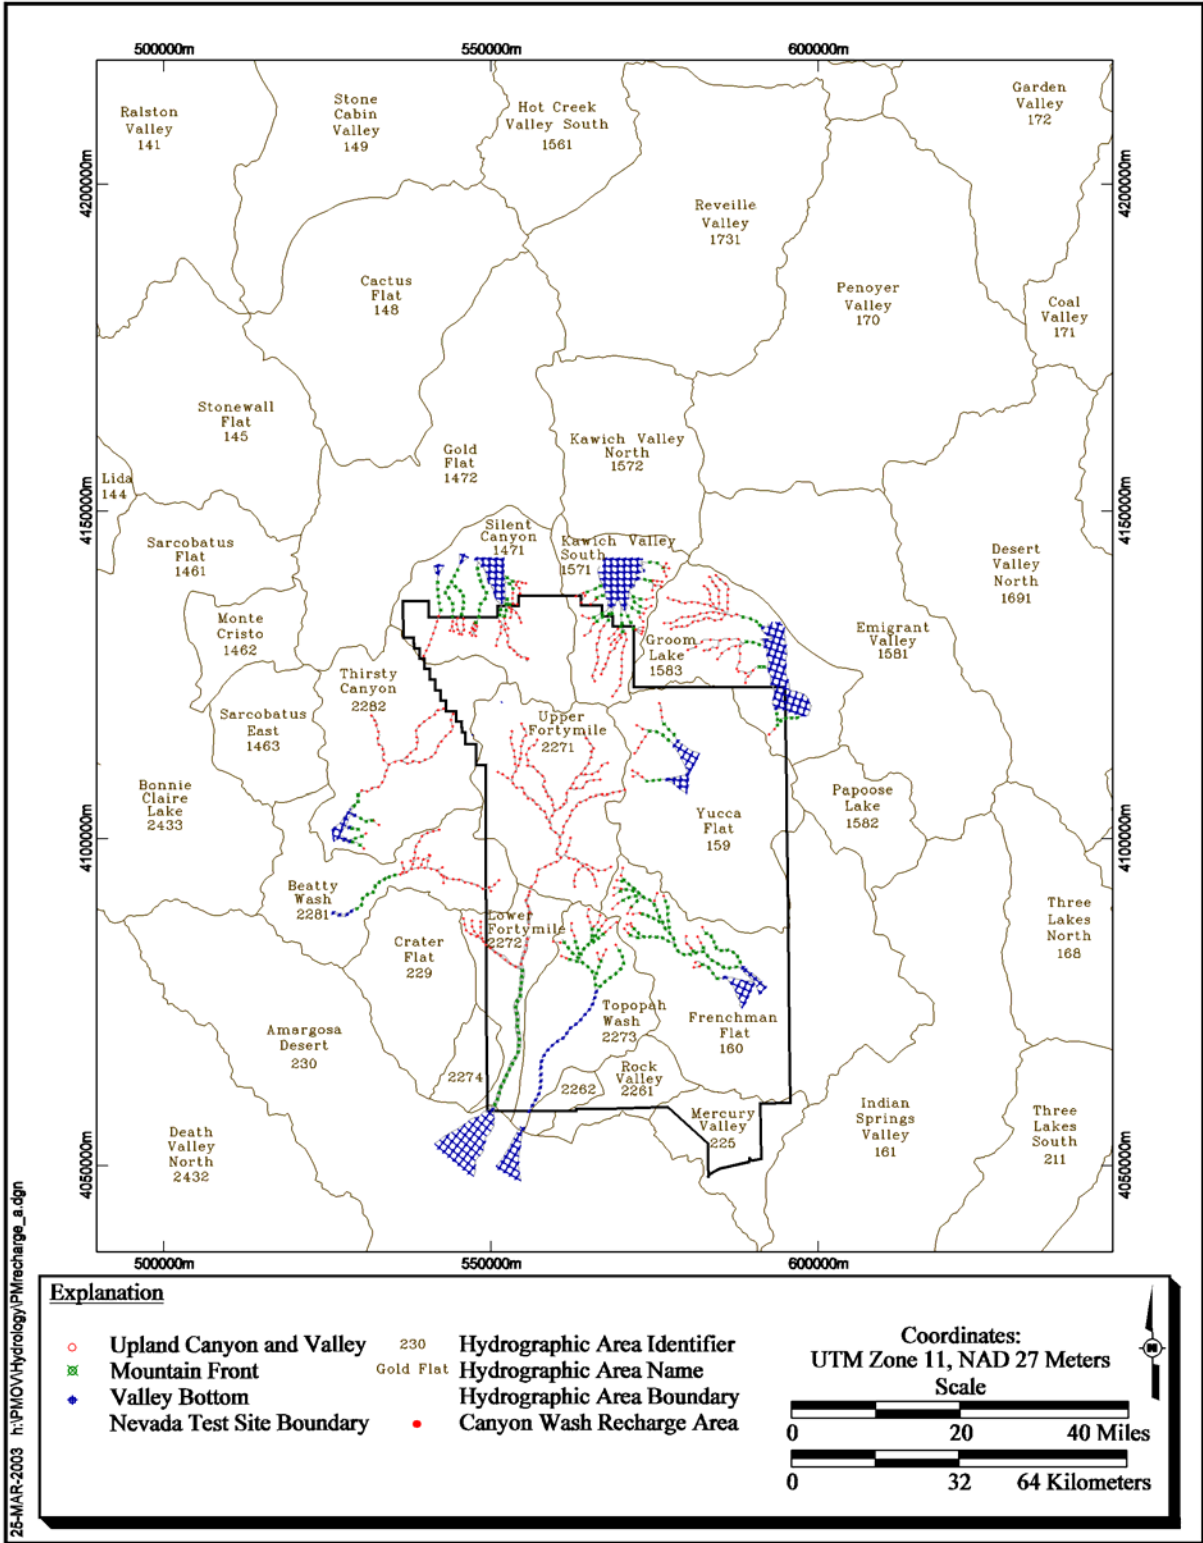 500000m
550000m
600000m
Ralston
Valley
141
Stone
Cabin
Valley
149
Hot Creek
Valley South
1561
Garden
Valley
172
4200000m
4200000m
Reveille
Valley
1731
Cactus
Flat
148
Penoyer
Valley
170
Coal
Valley
171
Stonewall
Flat
145
Gold
Flat
1472
Kawich Valley
North
1572
Lida
144
4150000m
4150000m
Sarcobatus
Flat
1461
Silent
Canyon
1471
Kawich Valley
South
1571
Desert
Valley
North
1691
Monte
Cristo
1462
Emigrant
Valley
1581
Groom
Lake
1583
Thirsty
Canyon
2282
Sarcobatus
East
1463
Upper
Fortymile
2271
Bonnie
Claire
Lake
2433
Papoose
Lake
1582
Yucca
Flat
159
4100000m
4100000m
Beatty
Wash
2281
Three
Lakes
North
168
Lower
Fortymile
2272
Crater
Flat
229
Topopah
Wash
2273
Frenchman
Flat
160
Amargosa
Desert
230
Rock
Valley
2261
2274
2262
Mercury
Valley
225
Indian
Springs
Valley
161
Three
Lakes
South
211
Death
Valley
North
2432
4050000m
4050000m
500000m
550000m
600000m
25-MAR-2003 h:\PMOV\Hydrology\PMrecharge_a.dgn
Explanation
Upland Canyon and Valley
Mountain Front
Valley Bottom
Nevada Test Site Boundary
230 Hydrographic Area Identifier
Gold Flat Hydrographic Area Name
Hydrographic Area Boundary
Canyon Wash Recharge Area
N
Coordinates:
UTM Zone 11, NAD 27 Meters
Scale
0 20 40 Miles
0 32 64 Kilometers